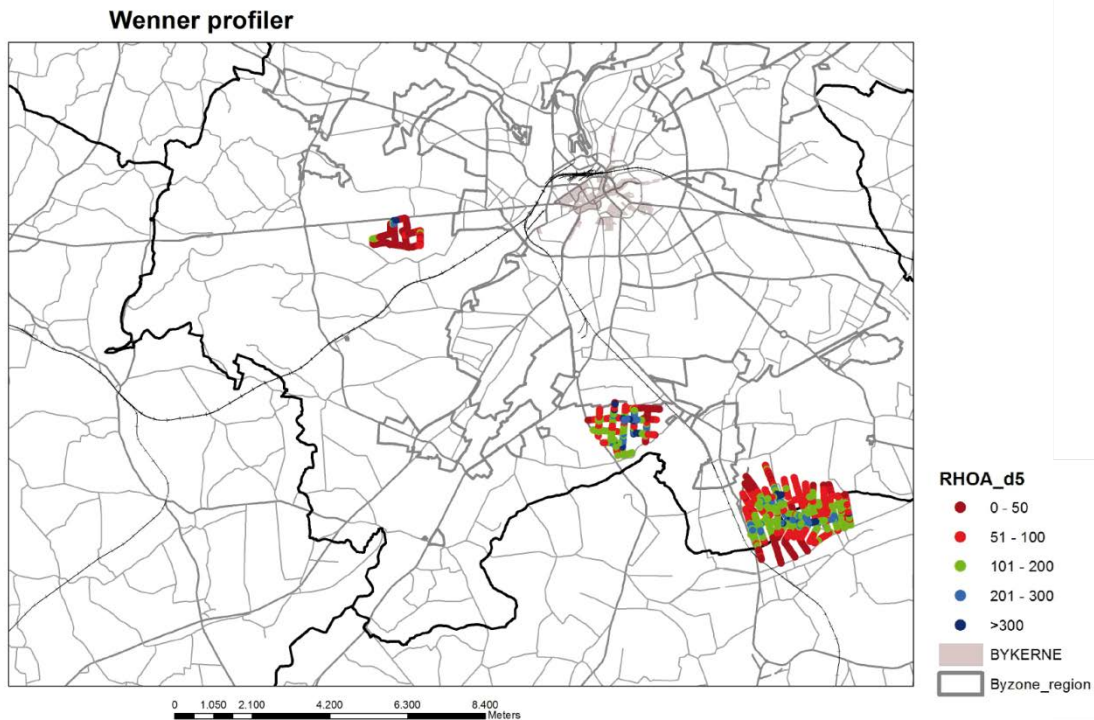 Wenner profiler
RHOA_d5
0 - 50
51 - 100
101 - 200
201 - 300
>300
BYKERNE
Byzone_region
0 1.050 2.100 4.200 6.300 8.400
Meters